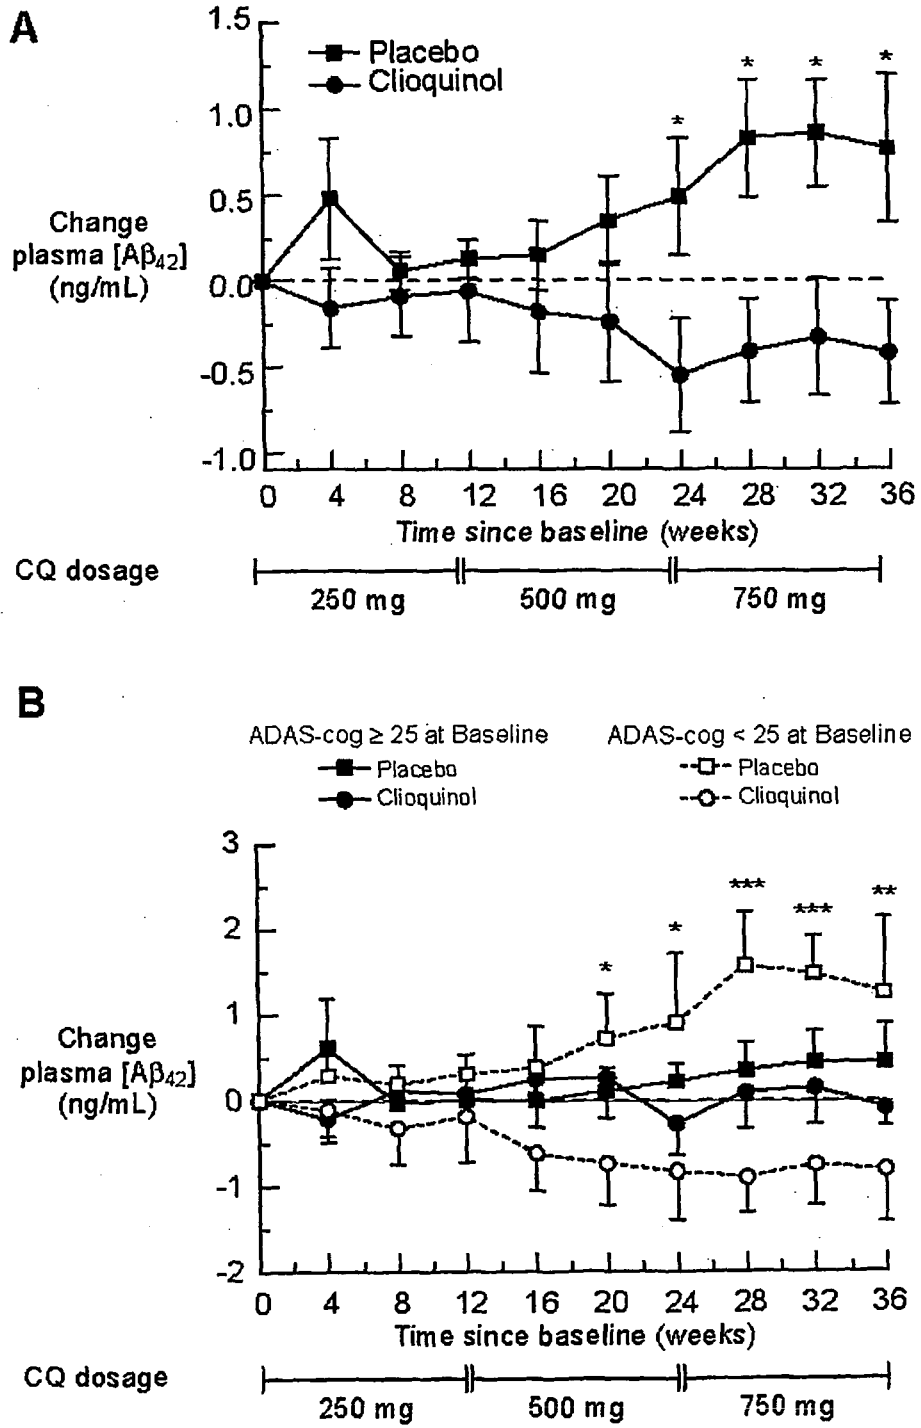 A
1.5
Placebo
Clioquinol
* * * *
1.0
0.5
Change
plasma [Aβ42]
(ng/mL)
0.0
-0.5
-1.0
0 4 8 12 16 20 24 28 32 36
Time since baseline (weeks)
CQ dosage
250 mg 500 mg 750 mg
B
ADAS-cog ≥ 25 at Baseline ADAS-cog < 25 at Baseline
Placebo Placebo
Clioquinol Clioquinol
3
* * *** *** **
2
1
Change
plasma [Aβ42]
(ng/mL)
0
-1
-2
0 4 8 12 16 20 24 28 32 36
Time since baseline (weeks)
CQ dosage
250 mg 500 mg 750 mg